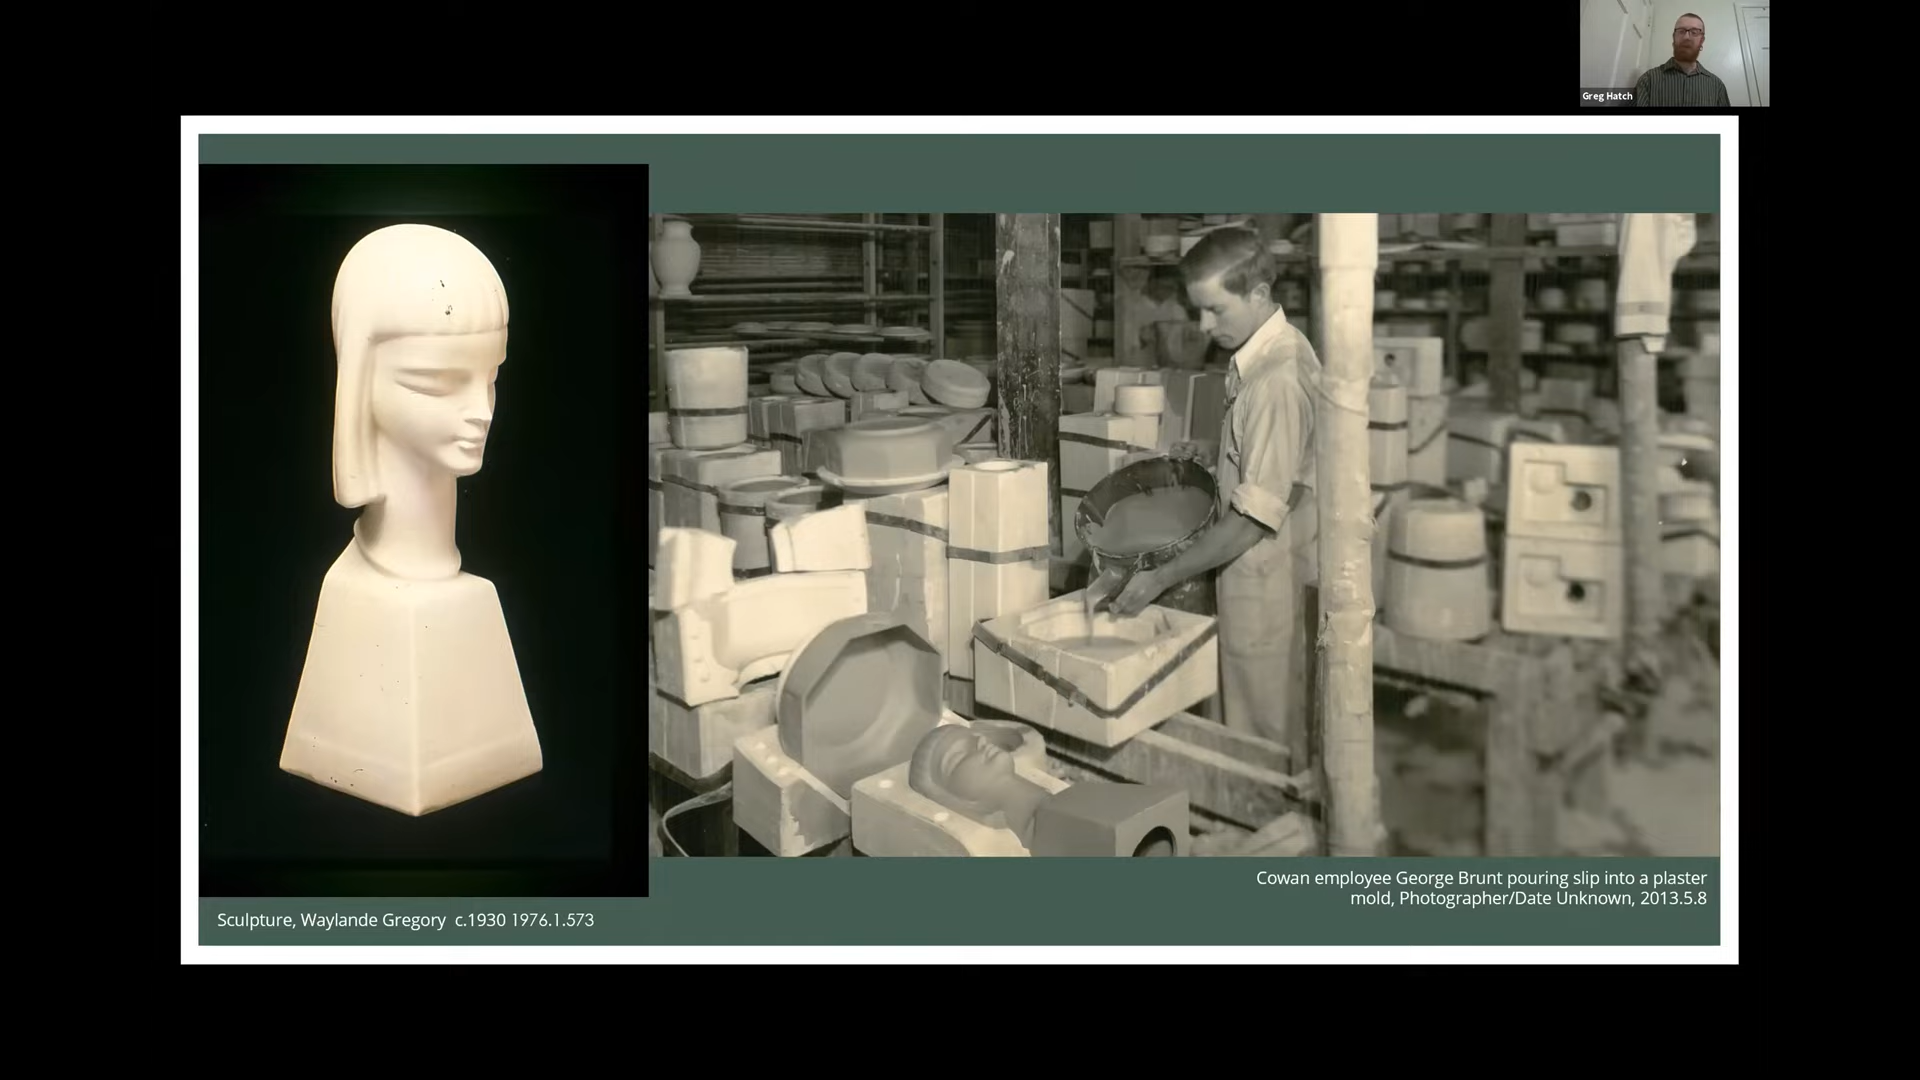 Greg Hatch
Cowan employee George Brunt pouring slip into a plaster
mold, Photographer/Date Unknown, 2013.5.8
Sculpture, Waylande Gregory c.1930 1976.1.573